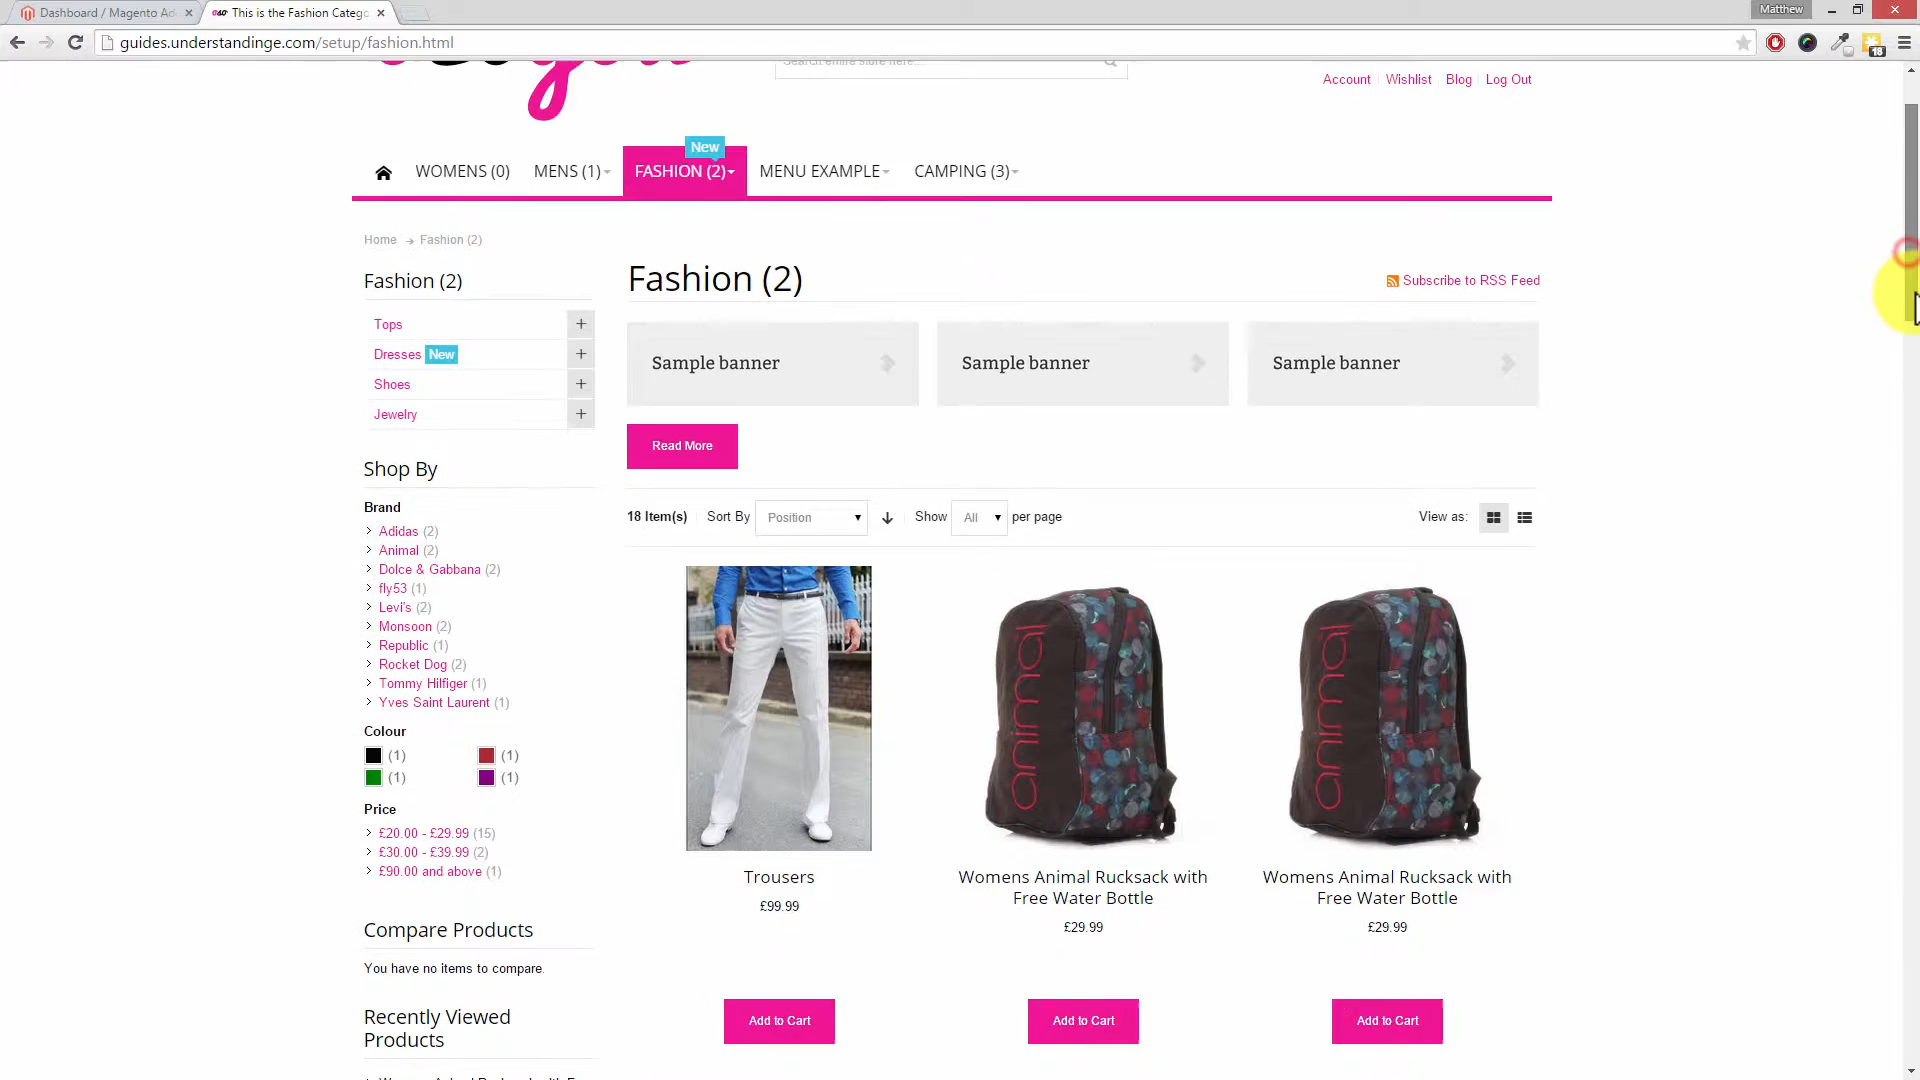 Dashboard / Magento Ad
This is the Fashion Catego
Matthew
guides.understandinge.com/setup/fashion.html
18
Search entire store here...
Account
Wishlist
Blog
Log Out
New
WOMENS (0)
MENS (1)
FASHION (2)
MENU EXAMPLE
CAMPING (3)
Home
Fashion (2)
Fashion (2)
Tops
+
Dresses New
+
Shoes
+
Jewelry
+
Shop By
Brand
Adidas (2)
Animal (2)
Dolce & Gabbana (2)
fly53 (1)
Levi's (2)
Monsoon (2)
Republic (1)
Rocket Dog (2)
Tommy Hilfiger (1)
Yves Saint Laurent (1)
Colour
(1)
(1)
(1)
(1)
Price
£20.00 - £29.99 (15)
£30.00 - £39.99 (2)
£90.00 and above (1)
Compare Products
You have no items to compare.
Recently Viewed
Products
Fashion (2)
Subscribe to RSS Feed
Sample banner
Sample banner
Sample banner
Read More
18 Item(s)
Sort By
Position
Show
All
per page
View as:
animal
animal
Trousers
£99.99
Add to Cart
Womens Animal Rucksack with
Free Water Bottle
£29.99
Add to Cart
Womens Animal Rucksack with
Free Water Bottle
£29.99
Add to Cart